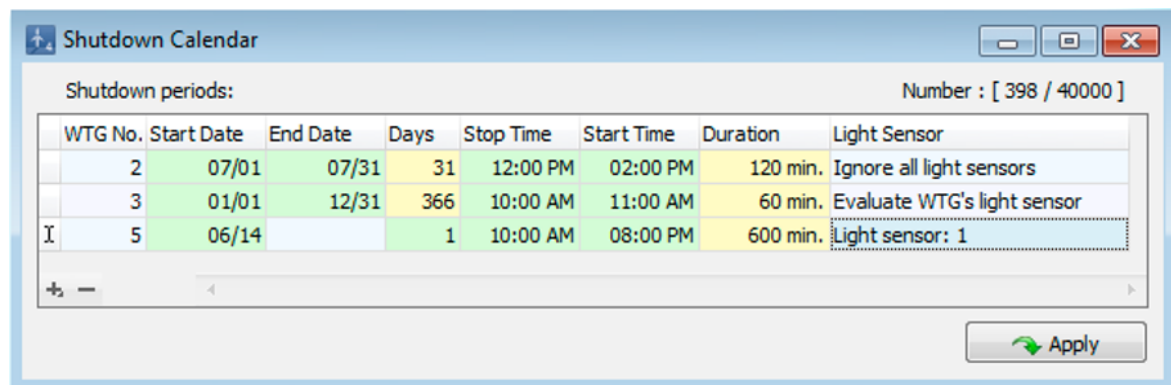 Shutdown Calendar
Shutdown periods: Number : [ 398 / 40000 ]
WTG No. Start Date End Date Days Stop Time Start Time Duration Light Sensor
2 07/01 07/31 31 12:00 PM 02:00 PM 120 min. Ignore all light sensors
3 01/01 12/31 366 10:00 AM 11:00 AM 60 min. Evaluate WTG's light sensor
5 06/14 1 10:00 AM 08:00 PM 600 min. Light sensor: 1
Apply